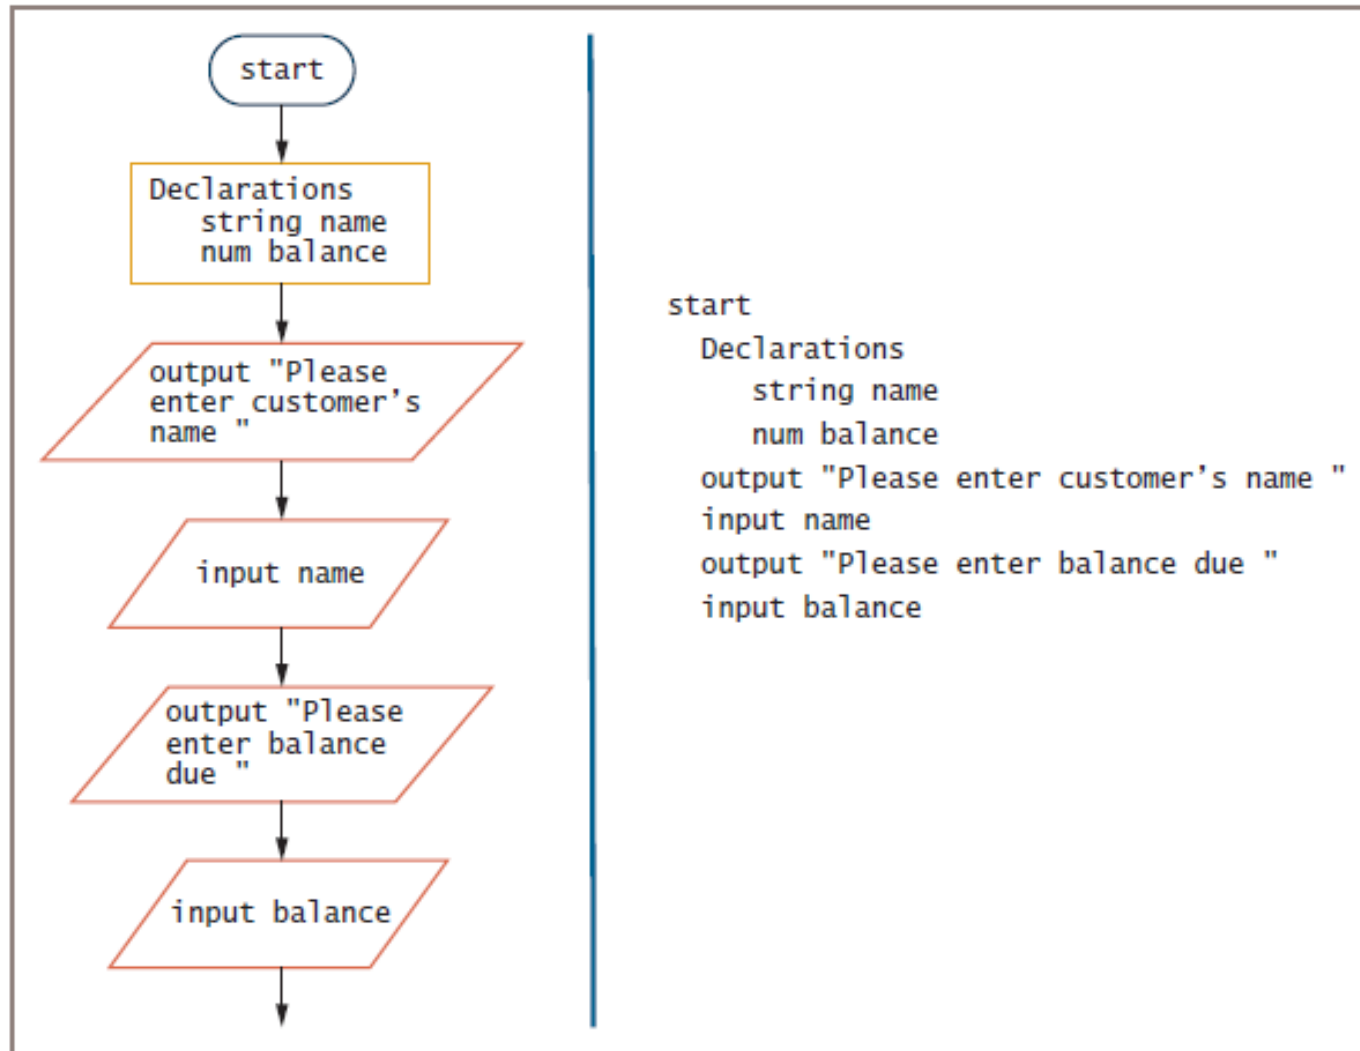 start
Declarations
string name
num balance
output "Please
enter customer’s
name "
input name
output "Please
enter balance
due "
input balance
start
Declarations
string name
num balance
output "Please enter customer’s name "
input name
output "Please enter balance due "
input balance